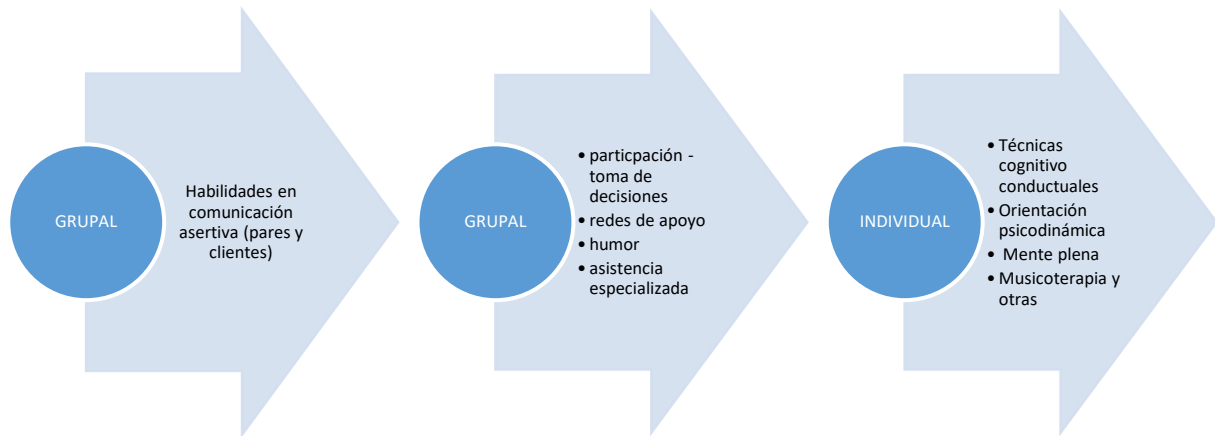 GRUPAL
Habilidades en
comunicación
asertiva (pares y
clientes)
GRUPAL
• particpación -
toma de
decisiones
• redes de apoyo
• humor
• asistencia
especializada
INDIVIDUAL
• Técnicas
cognitivo
conductuales
• Orientación
psicodinámica
• Mente plena
• Musicoterapia y
otras